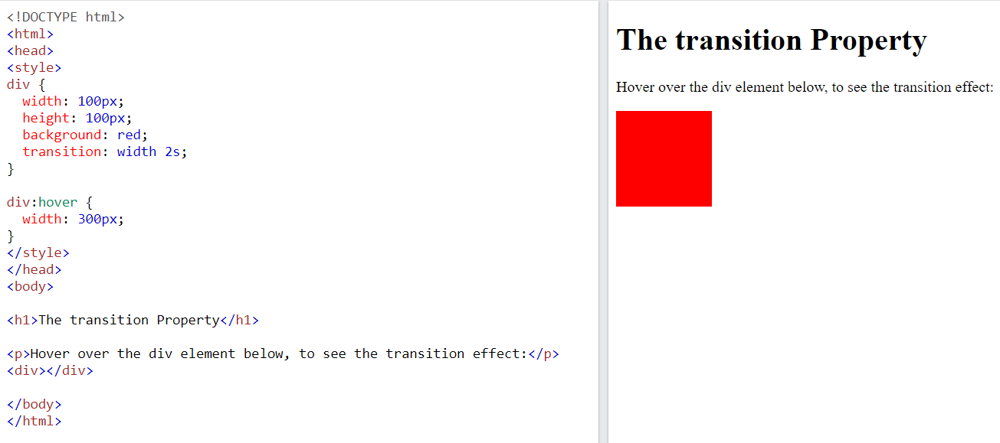 <!DOCTYPE html>
<html>
<head>
<style>
div {
  width: 100px;
  height: 100px;
  background: red;
  transition: width 2s;
}

div:hover {
  width: 300px;
}
</style>
</head>
<body>

<h1>The transition Property</h1>

<p>Hover over the div element below, to see the transition effect:</p>
<div></div>

</body>
</html>
The transition Property
Hover over the div element below, to see the transition effect: